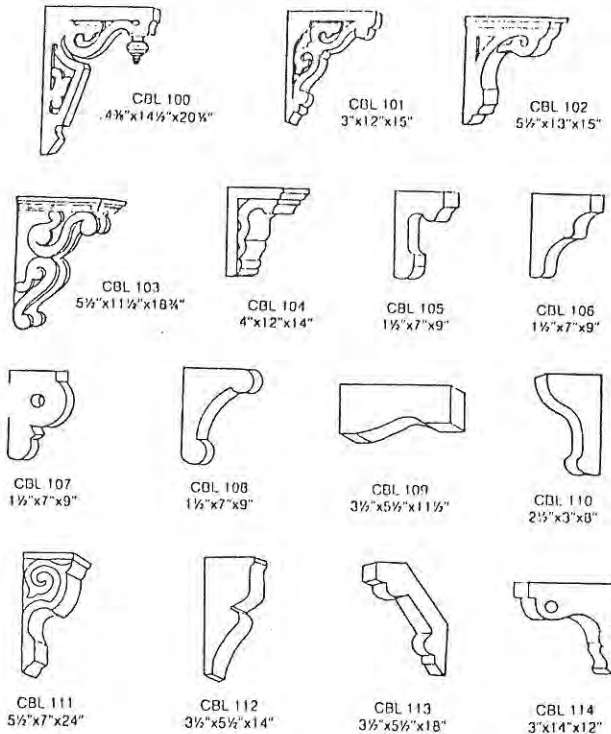 CBL 100
4⅜"x14½"x20¼"
CBL 101
3"x12"x15"
CBL 102
5½"x13"x15"
CBL 103
5½"x11½"x18¾"
CBL 104
4"x12"x14"
CBL 105
1½"x7"x9"
CBL 106
1½"x7"x9"
CBL 107
1½"x7"x9"
CBL 108
1½"x7"x9"
CBL 109
3½"x5½"x11½"
CBL 110
2½"x3"x8"
CBL 111
5½"x7"x24"
CBL 112
3½"x5½"x14"
CBL 113
3½"x5½"x18"
CBL 114
3"x14"x12"